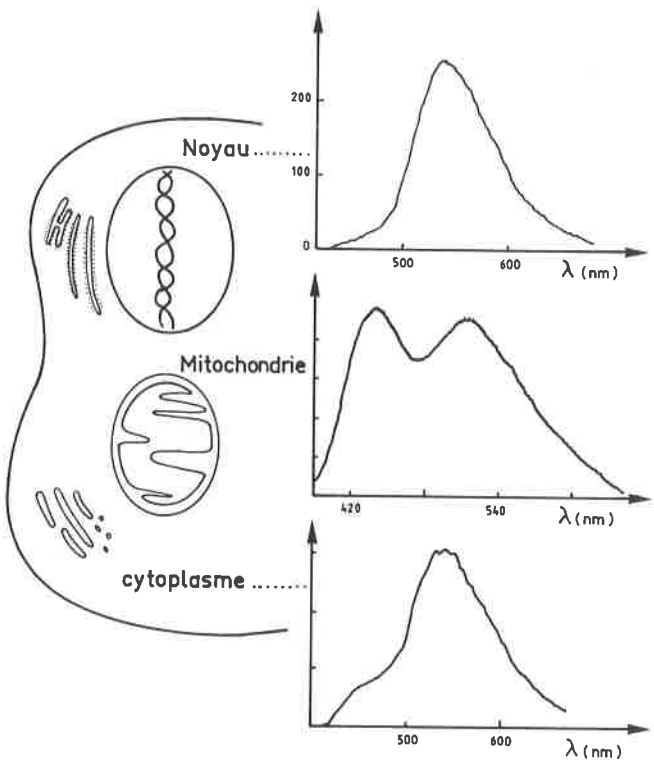 200
Noyau ........
100
0
500 600
λ (nm)
Mitochondrie
420 540
λ (nm)
cytoplasme ........
500 600
λ (nm)